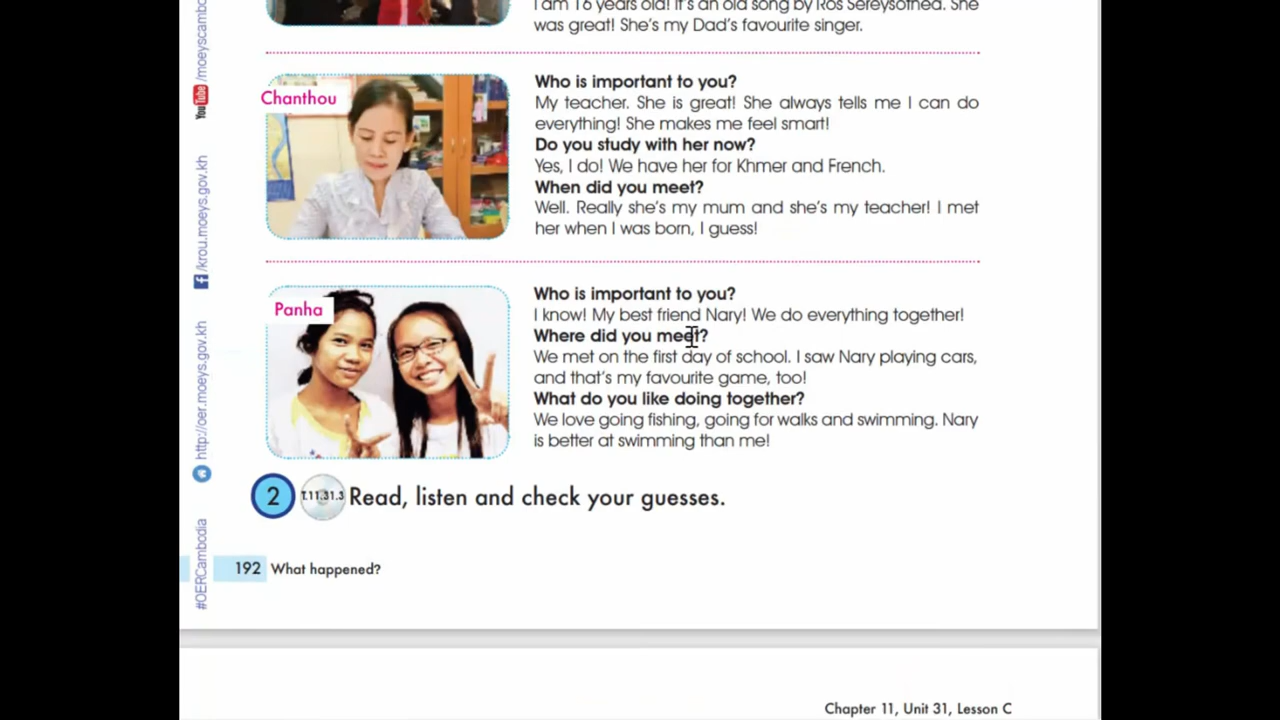 I am 16 years old! It's an old song by Ros Sereysothea. She
was great! She's my Dad's favourite singer.
Chanthou
Who is important to you?
My teacher. She is great! She always tells me I can do
everything! She makes me feel smart!
Do you study with her now?
Yes, I do! We have her for Khmer and French.
When did you meet?
Well. Really she's my mum and she's my teacher! I met
her when I was born, I guess!
Panha
Who is important to you?
I know! My best friend Nary! We do everything together!
Where did you meet?
We met on the first day of school. I saw Nary playing cars,
and that's my favourite game, too!
What do you like doing together?
We love going fishing, going for walks and swimming. Nary
is better at swimming than me!
2 T.11.31.3 Read, listen and check your guesses.
192 What happened?
Chapter 11, Unit 31, Lesson C
YouTube /moeyscambo
f /krou.moeys.gov.kh
http://oer.moeys.gov.kh
#OERCambodia